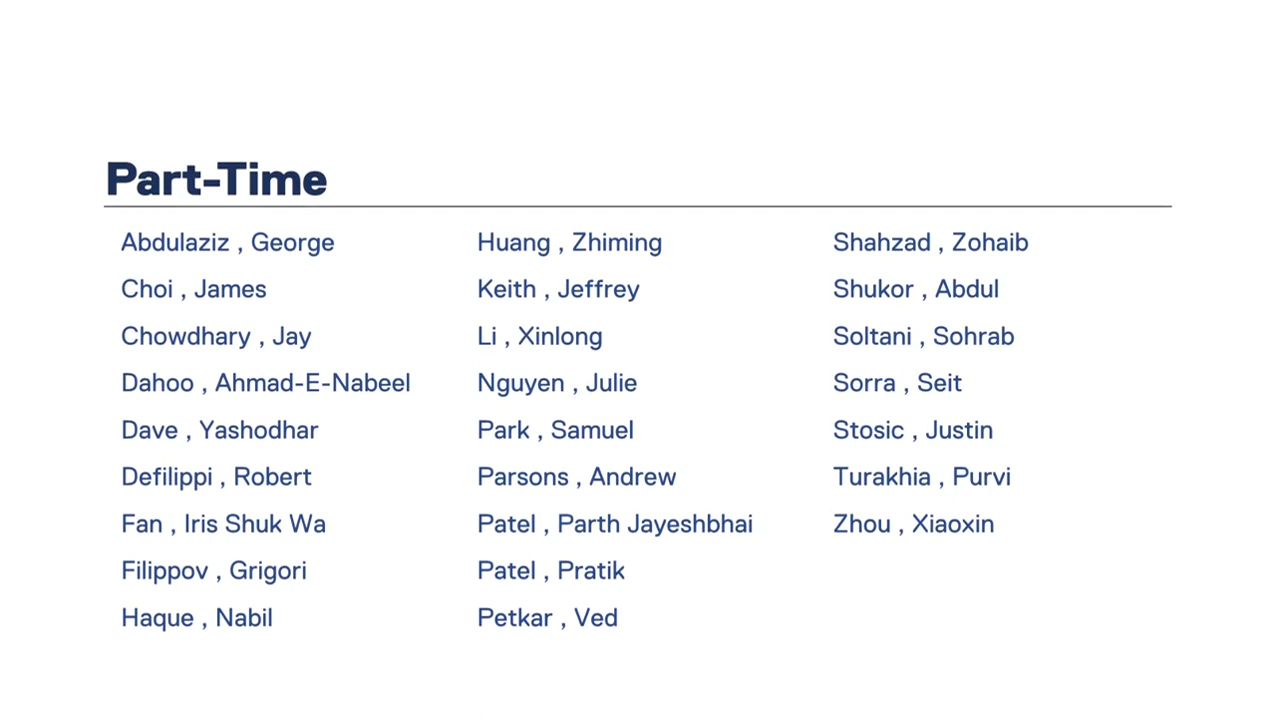 Part-Time
Abdulaziz , George
Choi , James
Chowdhary , Jay
Dahoo , Ahmad-E-Nabeel
Dave , Yashodhar
Defilippi , Robert
Fan , Iris Shuk Wa
Filippov , Grigori
Haque , Nabil
Huang , Zhiming
Keith , Jeffrey
Li , Xinlong
Nguyen , Julie
Park , Samuel
Parsons , Andrew
Patel , Parth Jayeshbhai
Patel , Pratik
Petkar , Ved
Shahzad , Zohaib
Shukor , Abdul
Soltani , Sohrab
Sorra , Seit
Stosic , Justin
Turakhia , Purvi
Zhou , Xiaoxin